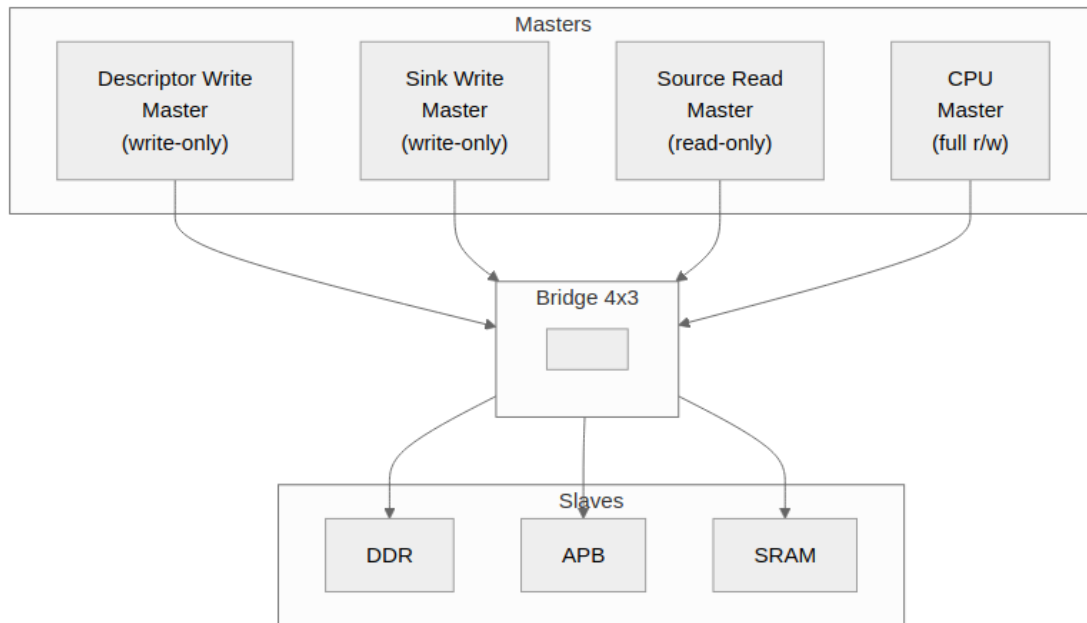 Masters
Descriptor Write
Master
(write-only)
Sink Write
Master
(write-only)
Source Read
Master
(read-only)
CPU
Master
(full r/w)
Bridge 4x3
Slaves
DDR
APB
SRAM